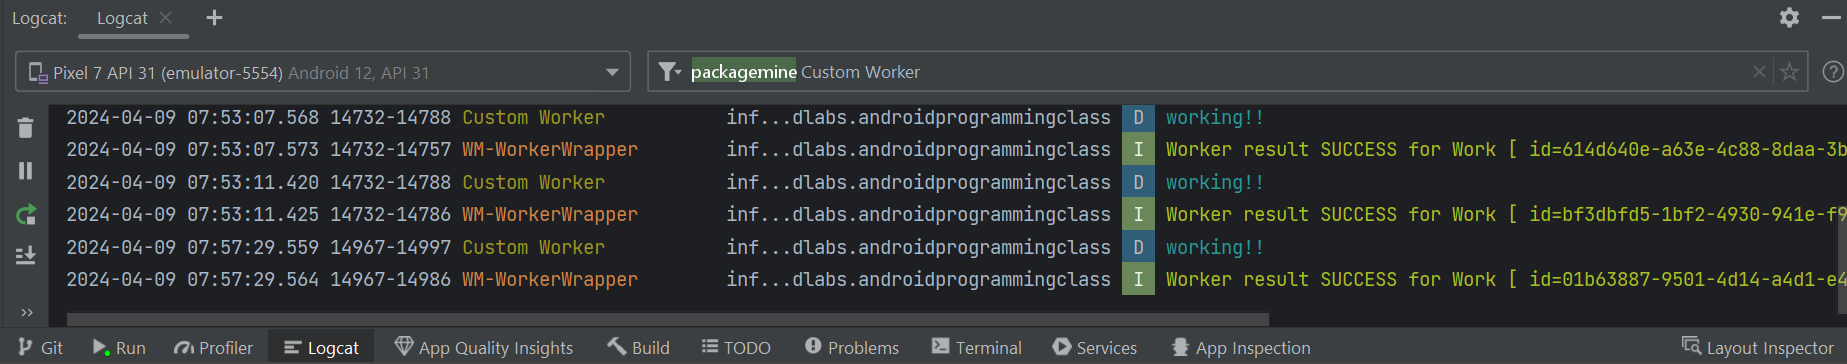 Logcat: Logcat
Pixel 7 API 31 (emulator-5554) Android 12, API 31 packagemine Custom Worker
2024-04-09 07:53:07.568 14732-14788 Custom Worker inf...dlabs.androidprogrammingclass D working!!
2024-04-09 07:53:07.573 14732-14757 WM-WorkerWrapper inf...dlabs.androidprogrammingclass I Worker result SUCCESS for Work [ id=614d640e-a63e-4c88-8daa-3b
2024-04-09 07:53:11.420 14732-14788 Custom Worker inf...dlabs.androidprogrammingclass D working!!
2024-04-09 07:53:11.425 14732-14786 WM-WorkerWrapper inf...dlabs.androidprogrammingclass I Worker result SUCCESS for Work [ id=bf3dbfd5-1bf2-4930-941e-f9
2024-04-09 07:57:29.559 14967-14997 Custom Worker inf...dlabs.androidprogrammingclass D working!!
2024-04-09 07:57:29.564 14967-14986 WM-WorkerWrapper inf...dlabs.androidprogrammingclass I Worker result SUCCESS for Work [ id=01b63887-9501-4d14-a4d1-e4
Git Run Profiler Logcat App Quality Insights Build TODO Problems Terminal Services App Inspection Layout Inspector